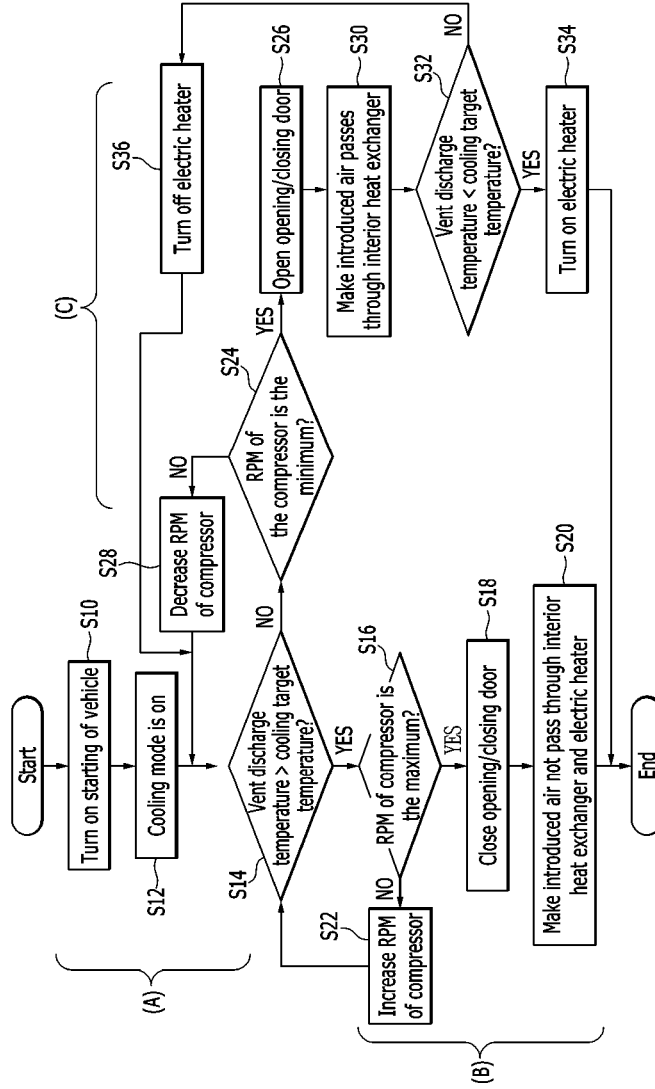 Start
Turn on starting of vehicle
S10
Cooling mode is on
S12
(A)
Vent discharge
temperature > cooling target
temperature?
S14
YES
NO
RPM of compressor is
the maximum?
S16
NO
YES
Increase RPM
of compressor
S22
Close opening/closing door
S18
Make introduced air not pass through interior
heat exchanger and electric heater
S20
(B)
End
Decrease RPM
of compressor
S28
NO
RPM of
the compressor is the
minimum?
S24
YES
(C)
Turn off electric heater
S36
Open opening/closing door
S26
Make introduced air passes
through interior heat exchanger
S30
Vent discharge
temperature < cooling target
temperature?
S32
NO
YES
Turn on electric heater
S34